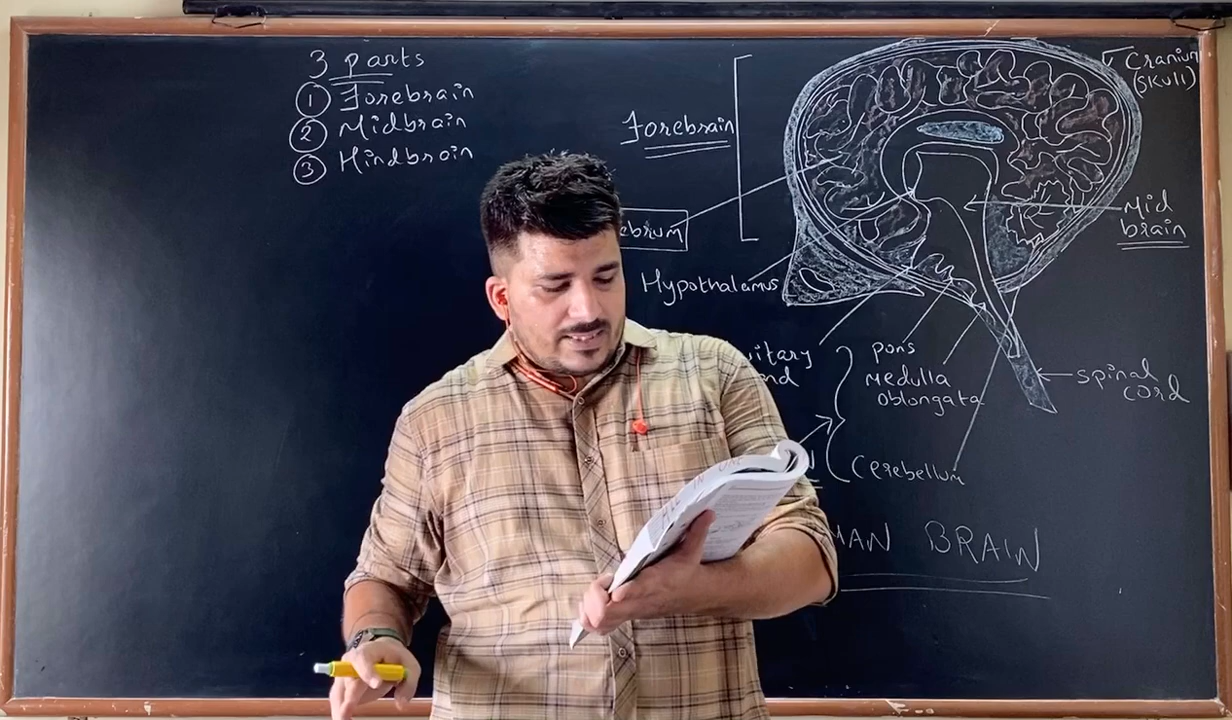 3 parts
① Forebrain
② Midbrain
③ Hindbrain
Forebrain
ebrum
Hypothalamus
Cranium
(Skull)
Mid
brain
uitary
nd
pons
Medulla
oblongata
Cerebellum
spinal
cord
MAN BRAIN